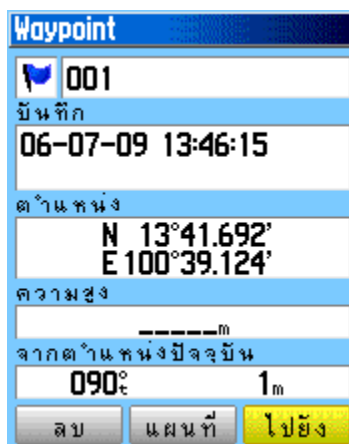 Waypoint
001
บันทึก
06-07-09 13:46:15
ตำแหน่ง
N 13°41.692'
E 100°39.124'
ความสูง
_____m
จากตำแหน่งปัจจุบัน
090°t 1m
ลบ แผนที่ ไปยัง